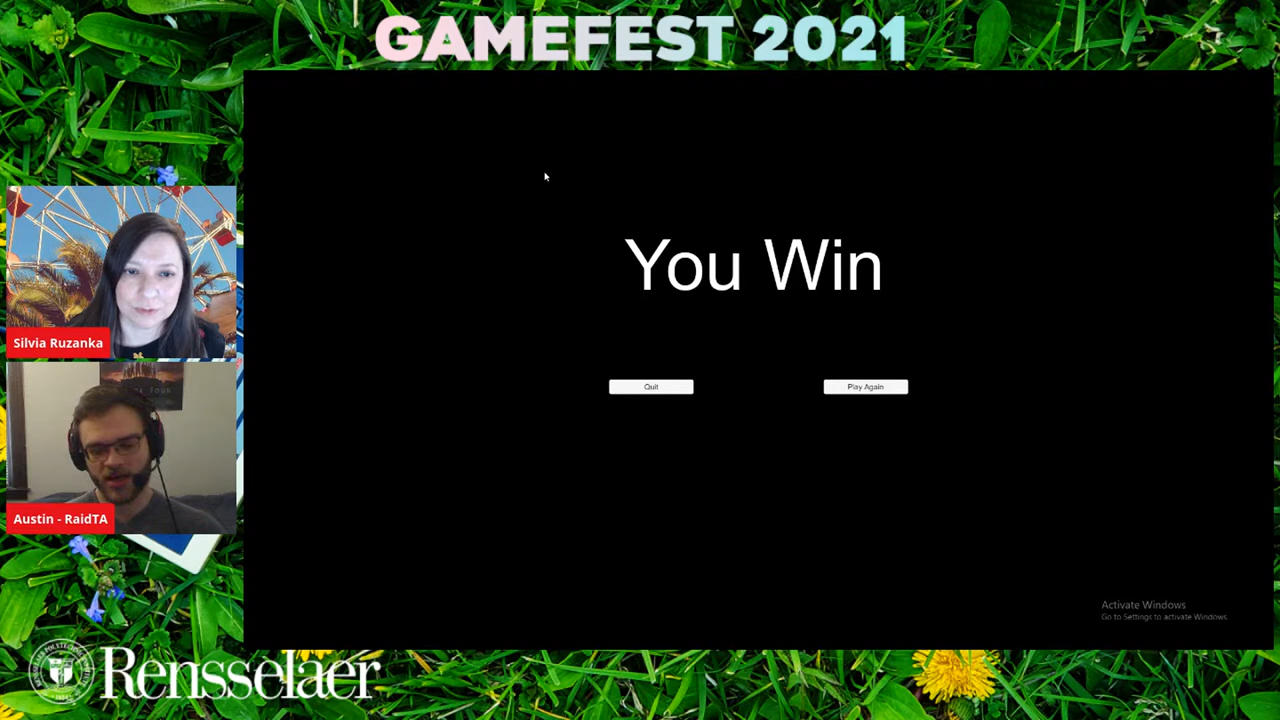 GAMEFEST 2021
You Win
Quit
Play Again
Silvia Ruzanka
Austin - RaidTA
Activate Windows
Go to Settings to activate Windows.
Rensselaer